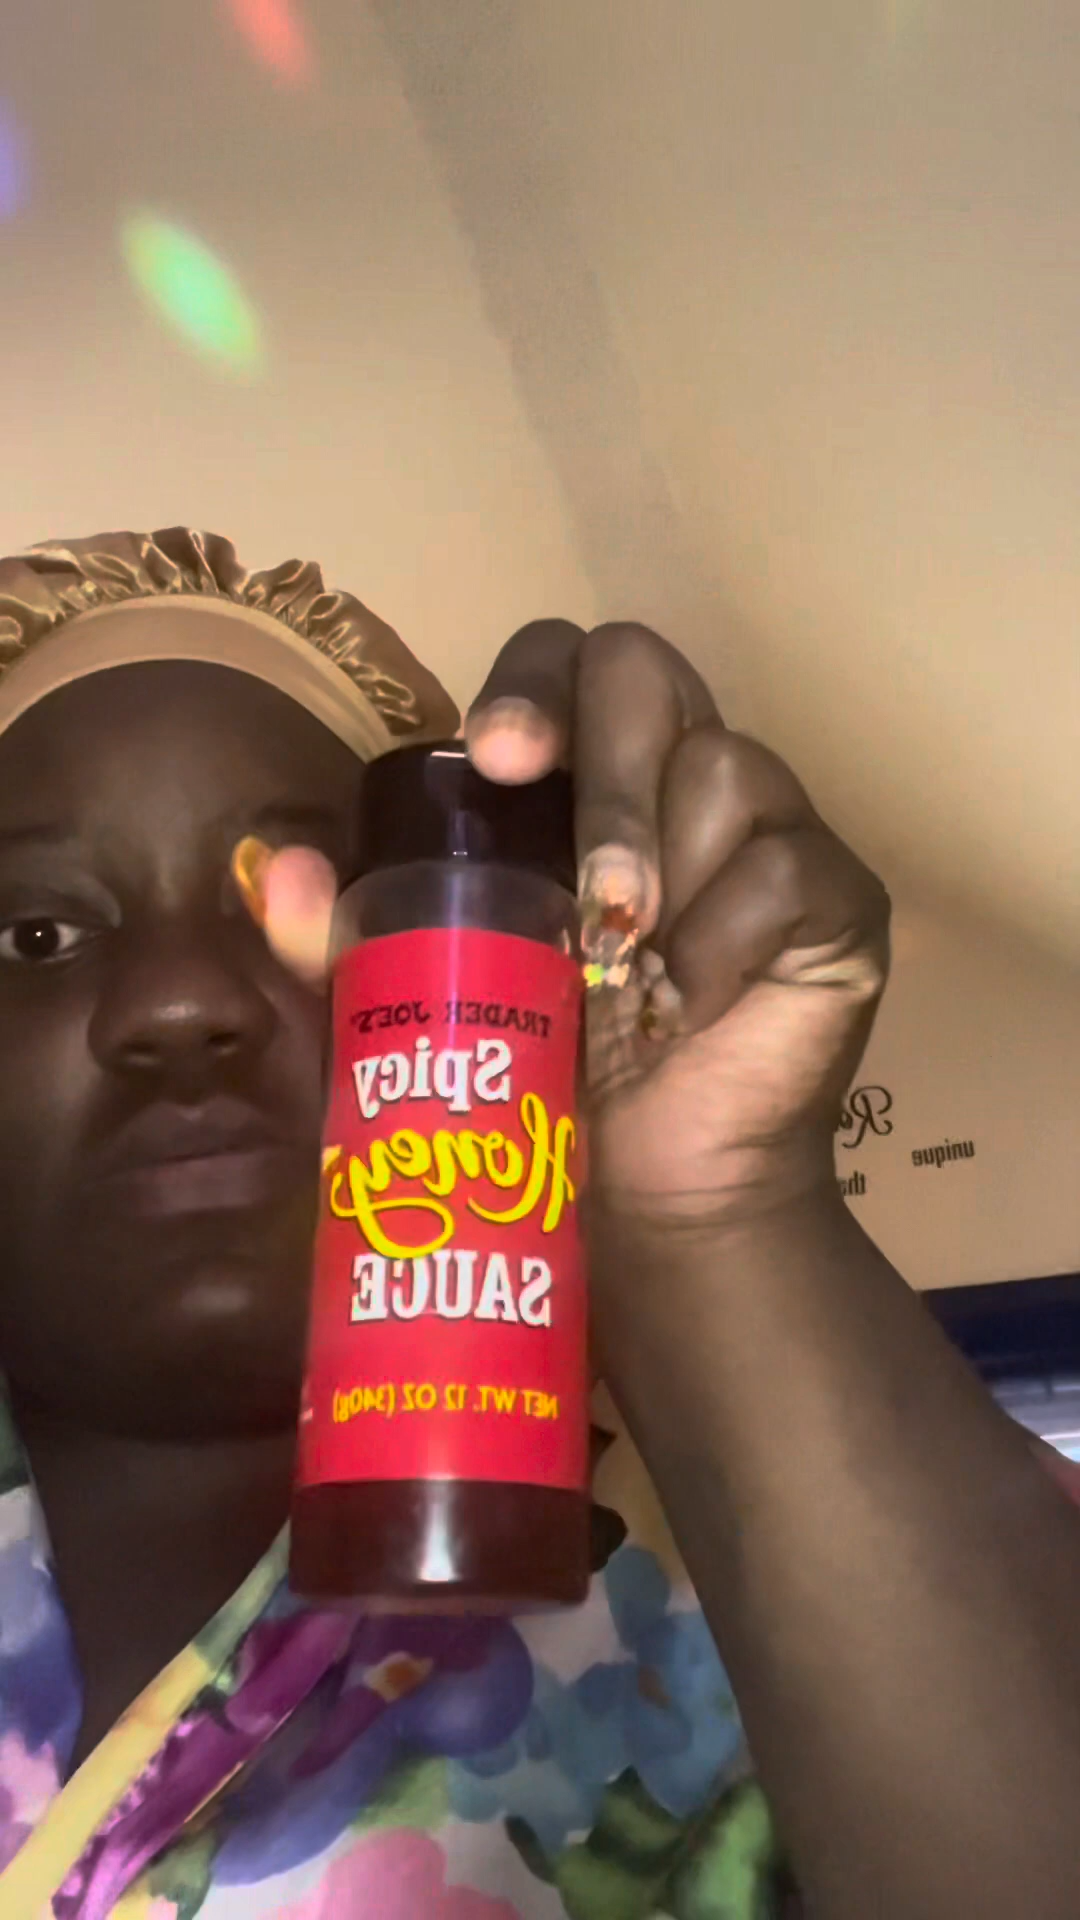 TRADER JOE'S
Spicy
Honey
SAUCE
NET WT. 12 OZ (340g)
unique